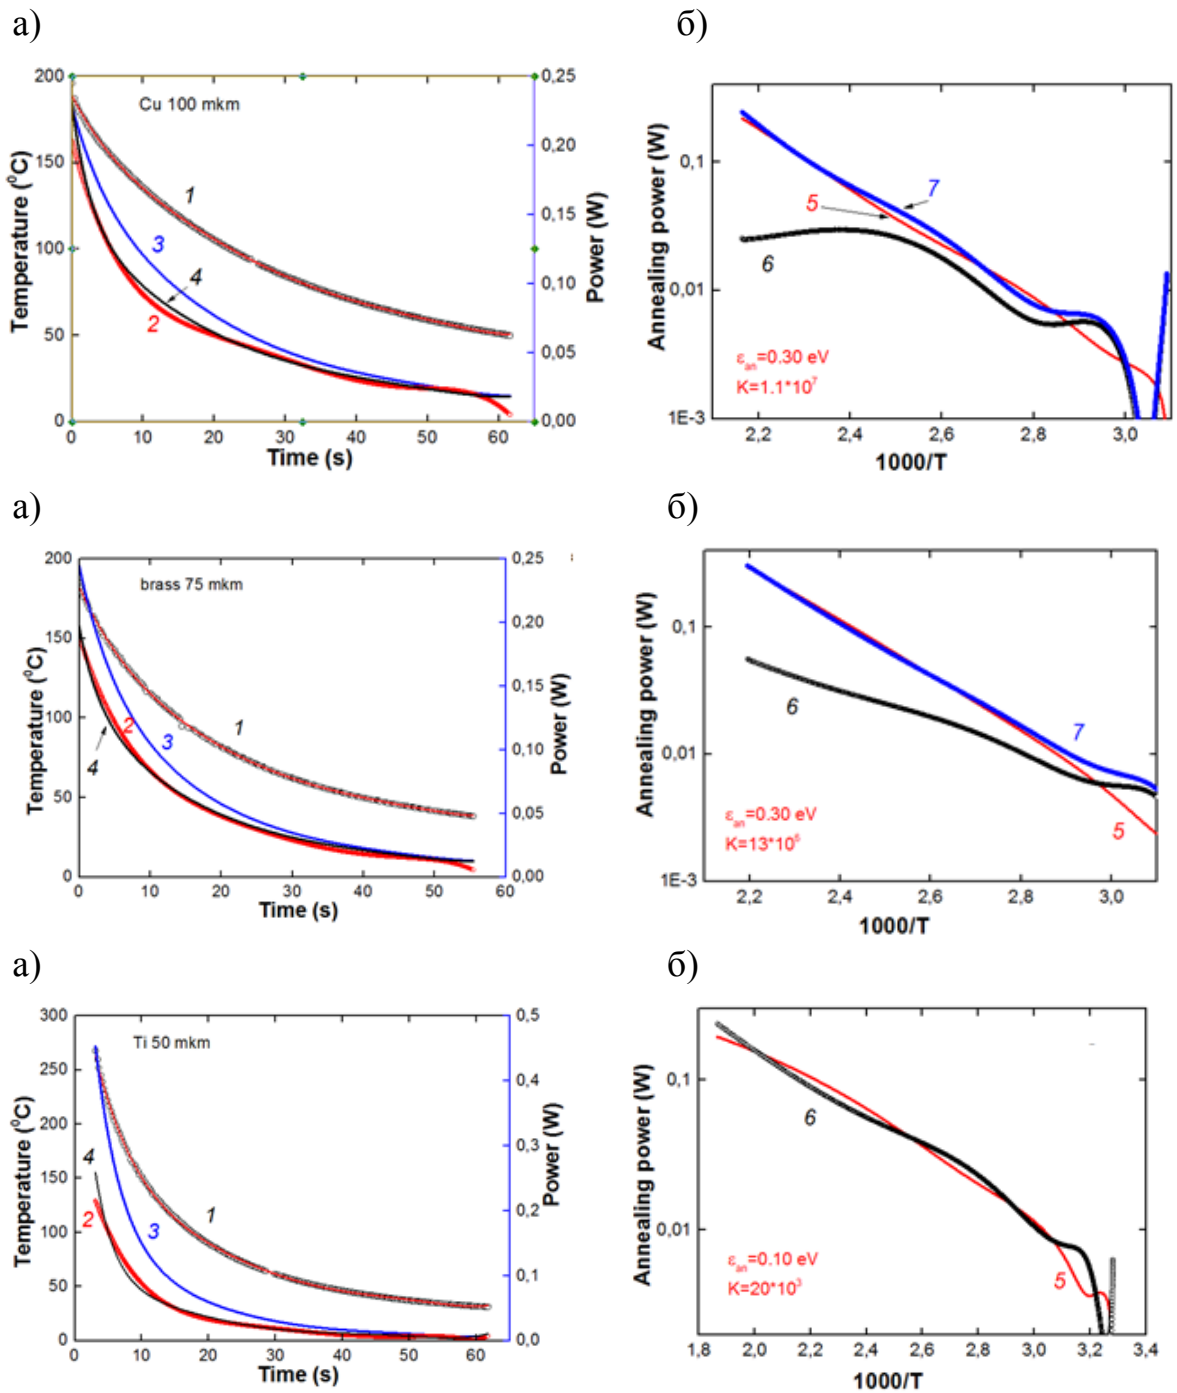 а)
б)
Cu 100 mkm
Temperature (⁰C)
200
150
100
50
0
0,25
0,20
0,15
0,10
0,05
0,00
Power (W)
1
3
4
2
0 10 20 30 40 50 60
Time (s)
Annealing power (W)
0,1
0,01
1E-3
7
5
6
ε_an=0.30 eV
K=1.1*10⁷
2,2 2,4 2,6 2,8 3,0
1000/T
а)
б)
brass 75 mkm
Temperature (⁰C)
200
150
100
50
0
0,25
0,20
0,15
0,10
0,05
0,00
Power (W)
2
3
1
4
0 10 20 30 40 50 60
Time (s)
Annealing power (W)
0,1
0,01
1E-3
6
7
5
ε_an=0.30 eV
K=13*10⁶
2,2 2,4 2,6 2,8 3,0
1000/T
а)
б)
Ti 50 mkm
Temperature (⁰C)
300
250
200
150
100
50
0
0,5
0,4
0,3
0,2
0,1
0,0
Power (W)
4
2
3
1
0 10 20 30 40 50 60
Time (s)
Annealing power (W)
0,1
0,01
6
5
ε_an=0.10 eV
K=20*10³
1,8 2,0 2,2 2,4 2,6 2,8 3,0 3,2 3,4
1000/T